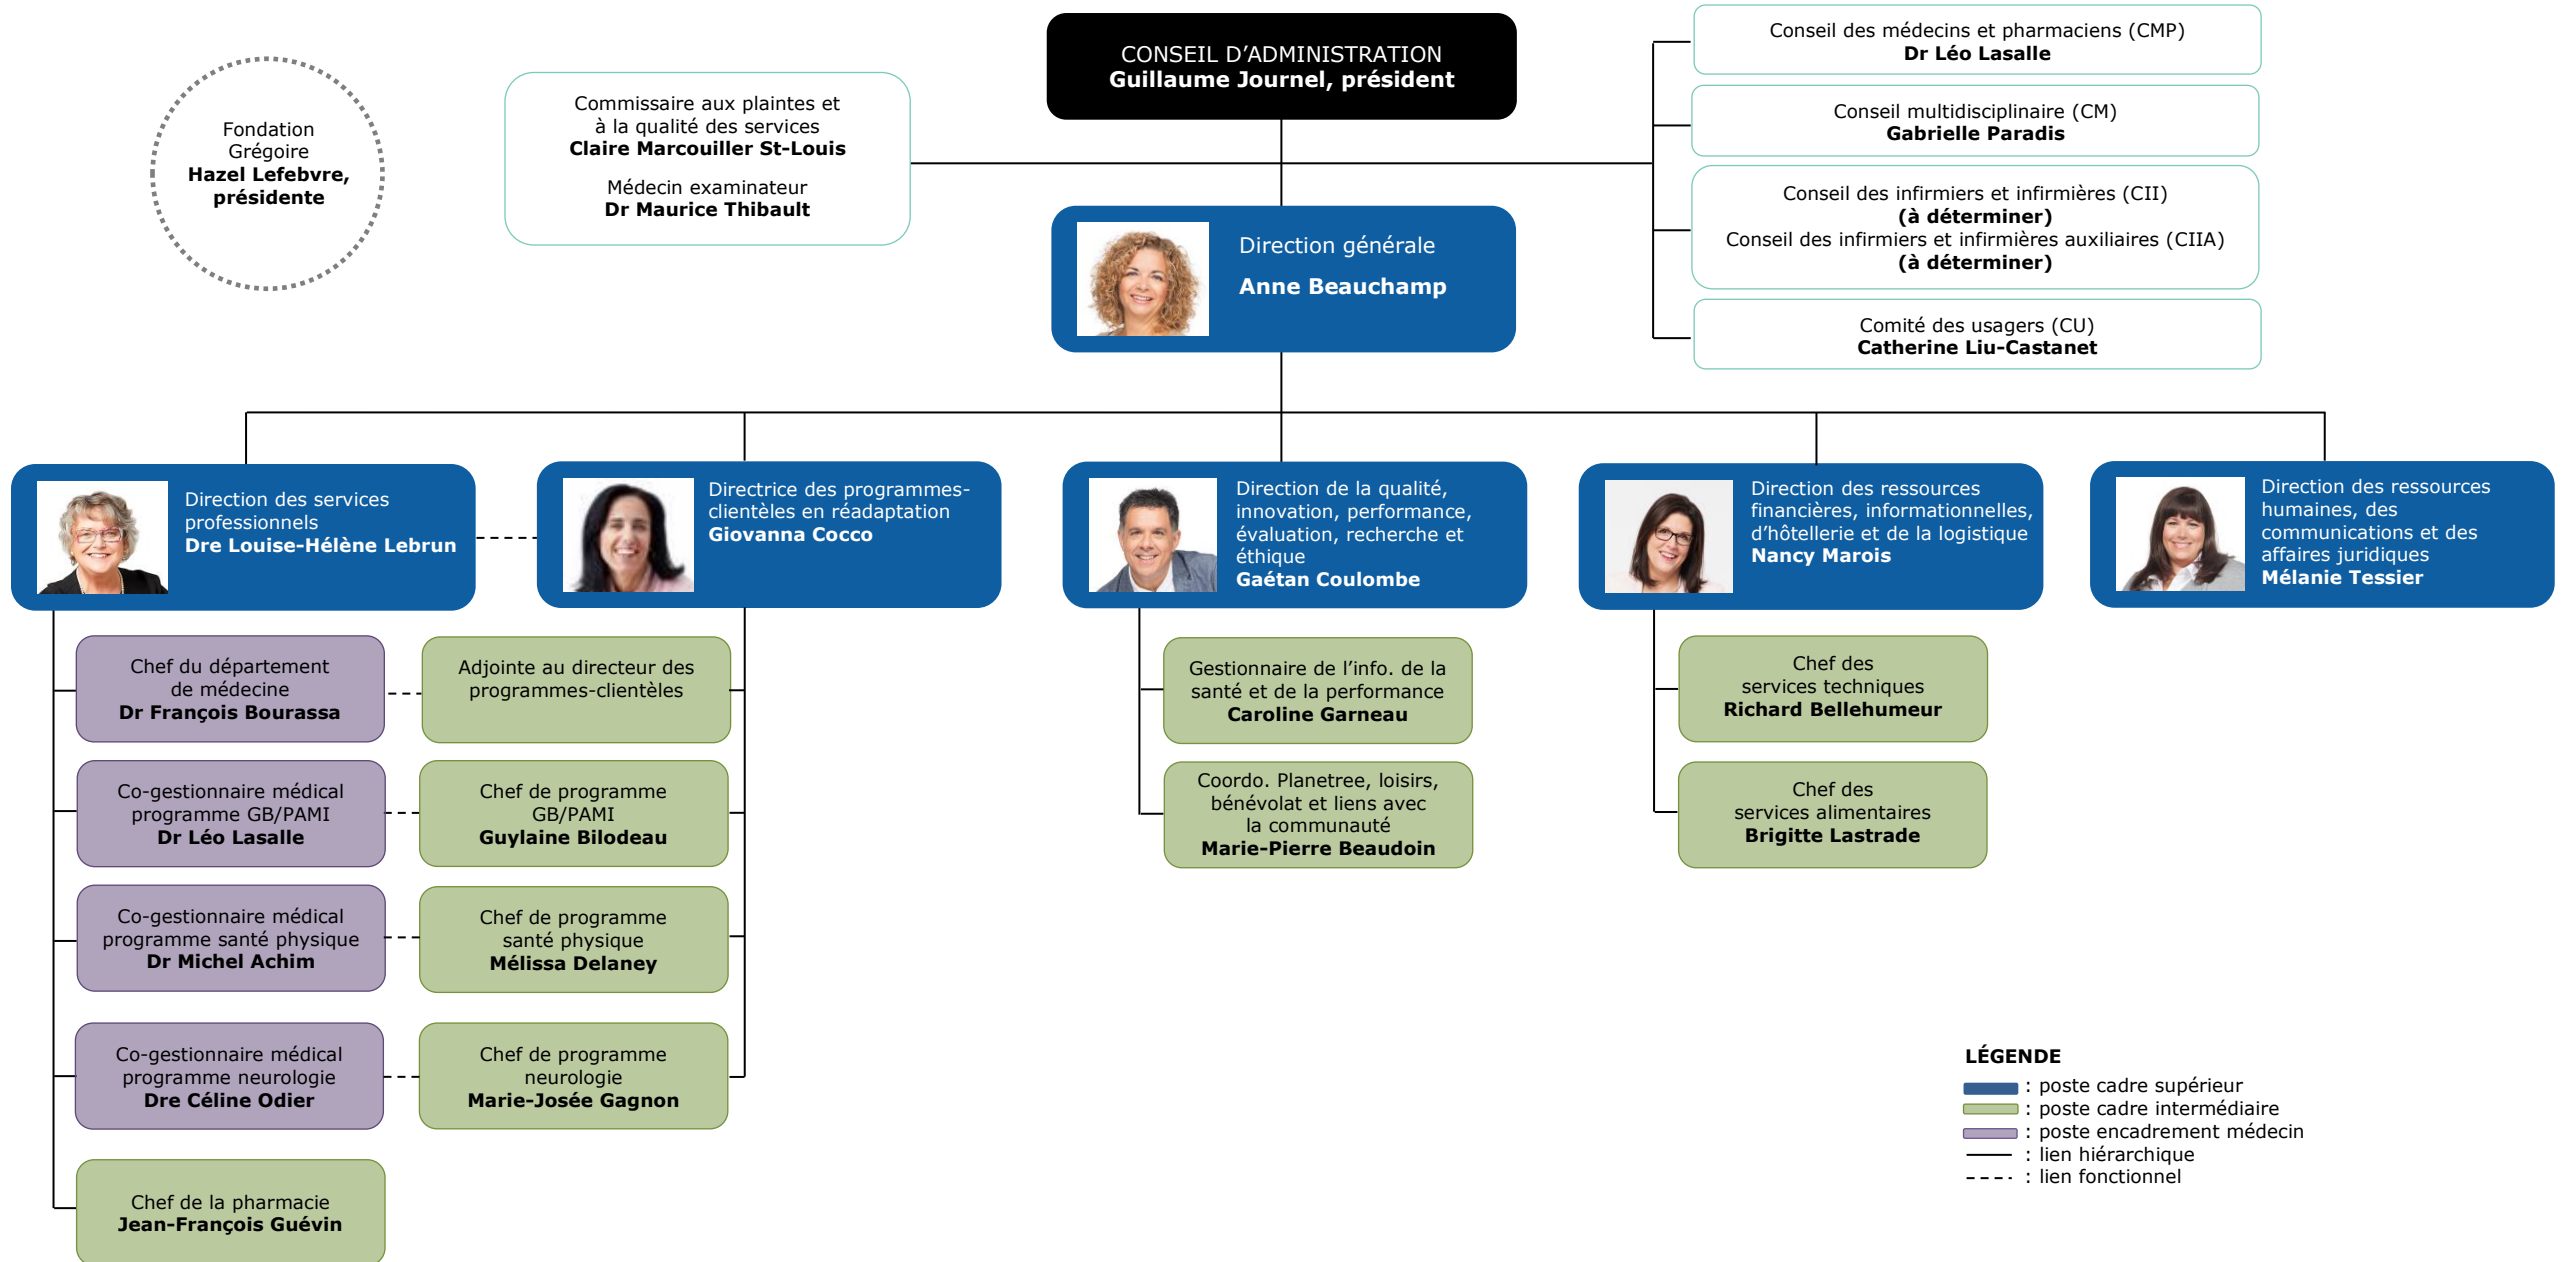 CONSEIL D’ADMINISTRATION
Guillaume Journel, président
Fondation
Grégoire
Hazel Lefebvre,
présidente
Commissaire aux plaintes et
à la qualité des services
Claire Marcouiller St-Louis
Médecin examinateur
Dr Maurice Thibault
Conseil des médecins et pharmaciens (CMP)
Dr Léo Lasalle
Conseil multidisciplinaire (CM)
Gabrielle Paradis
Conseil des infirmiers et infirmières (CII)
(à déterminer)
Conseil des infirmiers et infirmières auxiliaires (CIIA)
(à déterminer)
Comité des usagers (CU)
Catherine Liu-Castanet
Direction générale
Anne Beauchamp
Direction des services
professionnels
Dre Louise-Hélène Lebrun
Directrice des programmes-
clientèles en réadaptation
Giovanna Cocco
Direction de la qualité,
innovation, performance,
évaluation, recherche et
éthique
Gaétan Coulombe
Direction des ressources
financières, informationnelles,
d’hôtellerie et de la logistique
Nancy Marois
Direction des ressources
humaines, des
communications et des
affaires juridiques
Mélanie Tessier
Chef du département
de médecine
Dr François Bourassa
Adjointe au directeur des
programmes-clientèles
Co-gestionnaire médical
programme GB/PAMI
Dr Léo Lasalle
Chef de programme
GB/PAMI
Guylaine Bilodeau
Co-gestionnaire médical
programme santé physique
Dr Michel Achim
Chef de programme
santé physique
Mélissa Delaney
Co-gestionnaire médical
programme neurologie
Dre Céline Odier
Chef de programme
neurologie
Marie-Josée Gagnon
Chef de la pharmacie
Jean-François Guévin
Gestionnaire de l’info. de la
santé et de la performance
Caroline Garneau
Coordo. Planetree, loisirs,
bénévolat et liens avec
la communauté
Marie-Pierre Beaudoin
Chef des
services techniques
Richard Bellehumeur
Chef des
services alimentaires
Brigitte Lastrade
LÉGENDE
: poste cadre supérieur
: poste cadre intermédiaire
: poste encadrement médecin
: lien hiérarchique
: lien fonctionnel